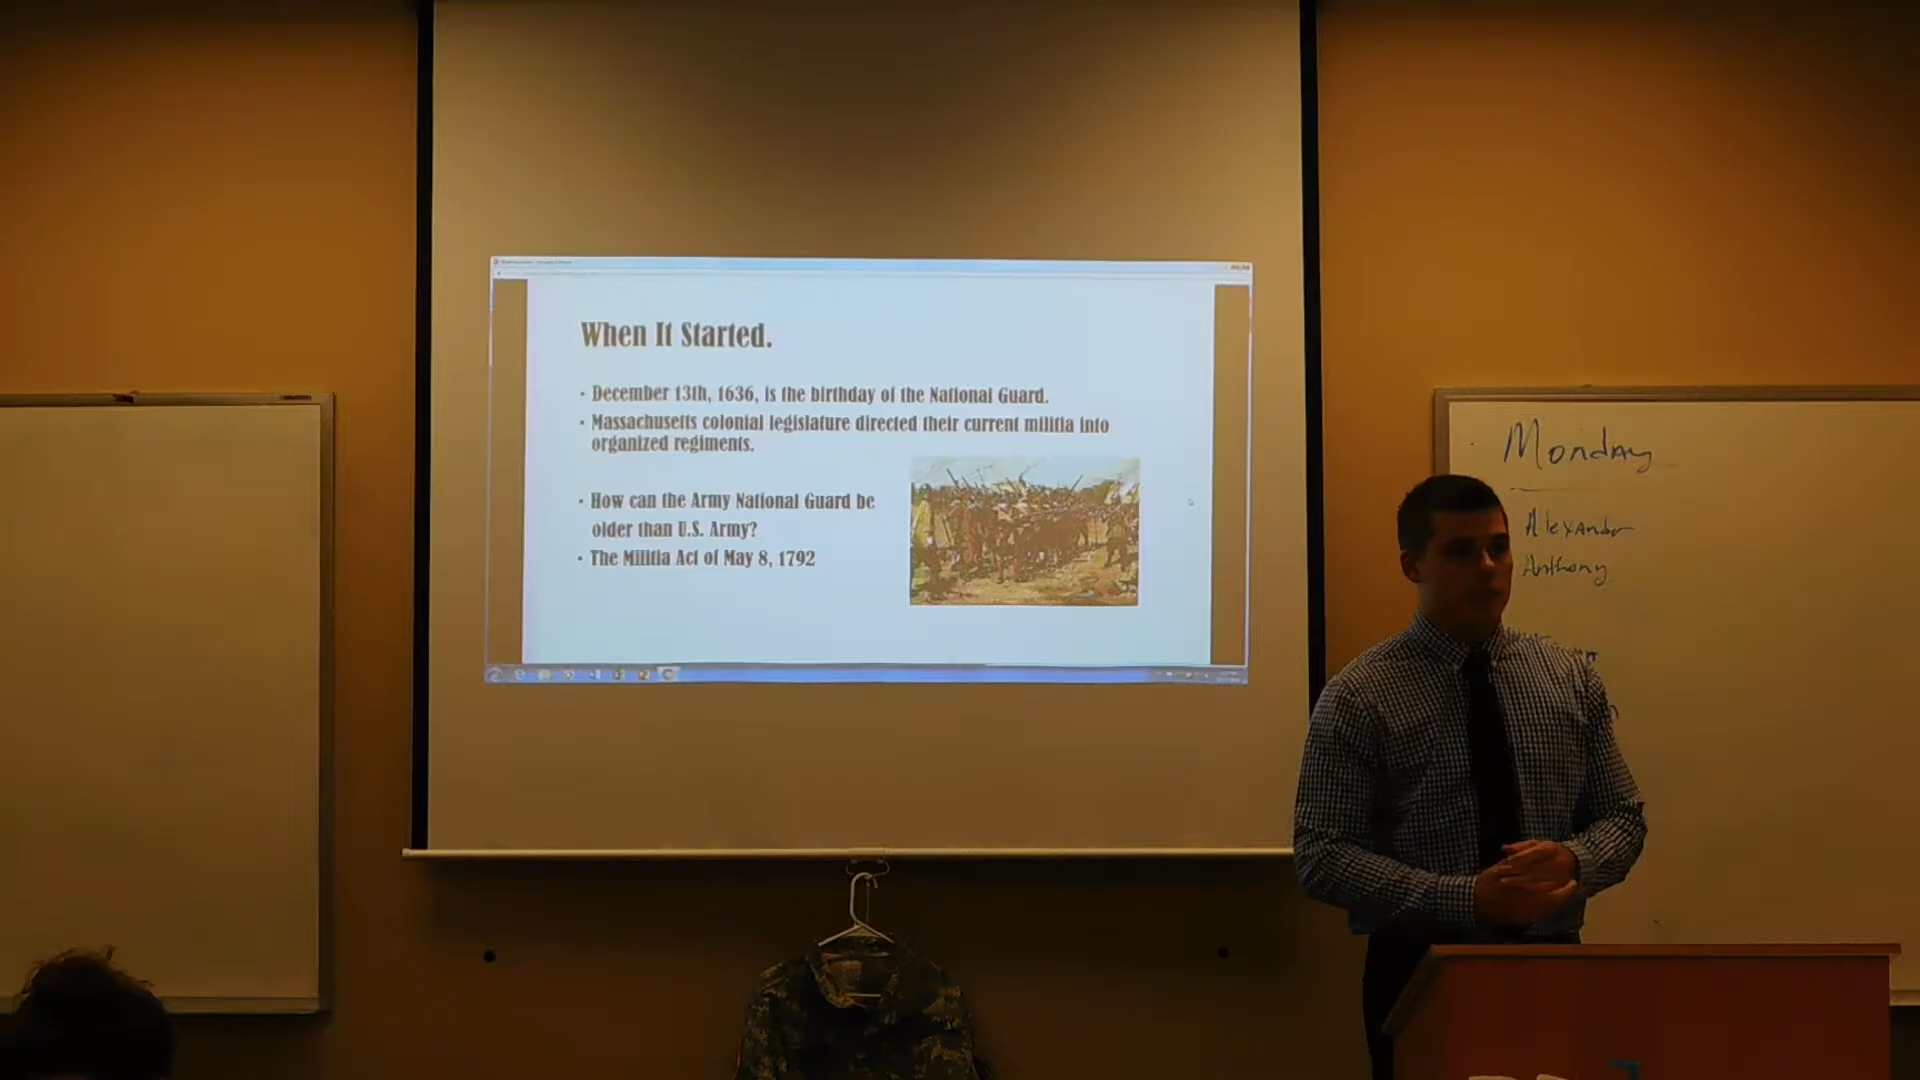 When It Started.
• December 13th, 1636, is the birthday of the National Guard.
• Massachusetts colonial legislature directed their current militia into
organized regiments.
• How can the Army National Guard be
older than U.S. Army?
• The Militia Act of May 8, 1792
Monday
Alexander
Anthony